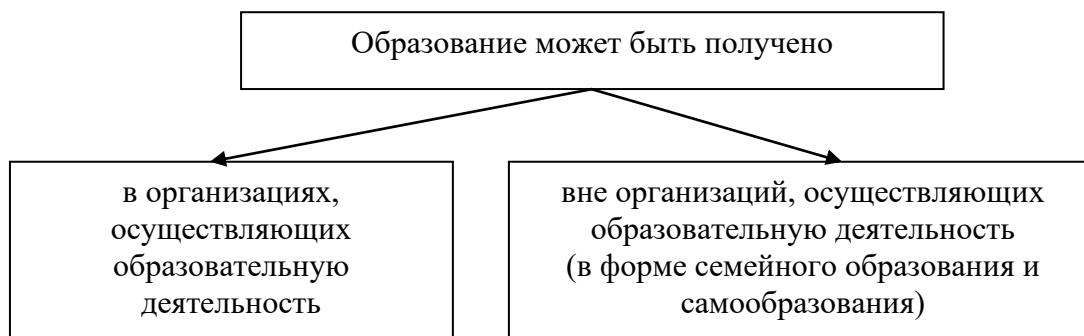 Образование может быть получено
в организациях,
осуществляющих
образовательную
деятельность
вне организаций, осуществляющих
образовательную деятельность
(в форме семейного образования и
самообразования)